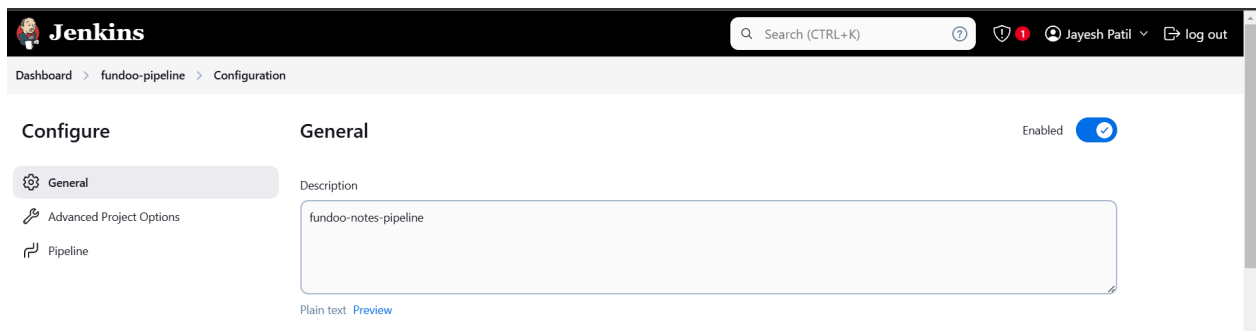 Jenkins
Search (CTRL+K)
1
Jayesh Patil
log out
Dashboard > fundoo-pipeline > Configuration
Configure
General
Advanced Project Options
Pipeline
General
Enabled
Description
fundoo-notes-pipeline
Plain text Preview